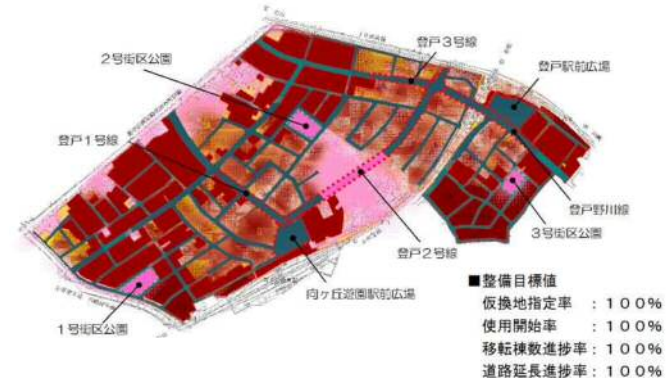 登戸3号線
2号街区公園
登戸駅前広場
登戸1号線
登戸野川線
3号街区公園
登戸2号線
向ヶ丘遊園駅前広場
1号街区公園
■整備目標値
仮換地指定率 : 100%
使用開始率 : 100%
移転棟数進捗率 : 100%
道路延長進捗率 : 100%